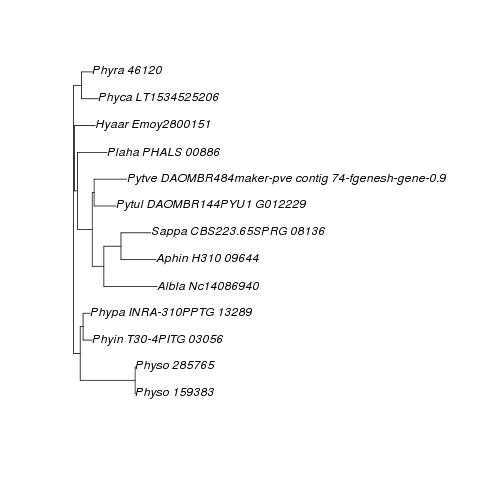 Phyra 46120
Phyca LT1534525206
Hyaar Emoy2800151
Plaha PHALS 00886
Pytve DAOMBR484maker-pve contig 74-fgenesh-gene-0.9
Pytul DAOMBR144PYU1 G012229
Sappa CBS223.65SPRG 08136
Aphin H310 09644
Albla Nc14086940
Phypa INRA-310PPTG 13289
Phyin T30-4PITG 03056
Physo 285765
Physo 159383